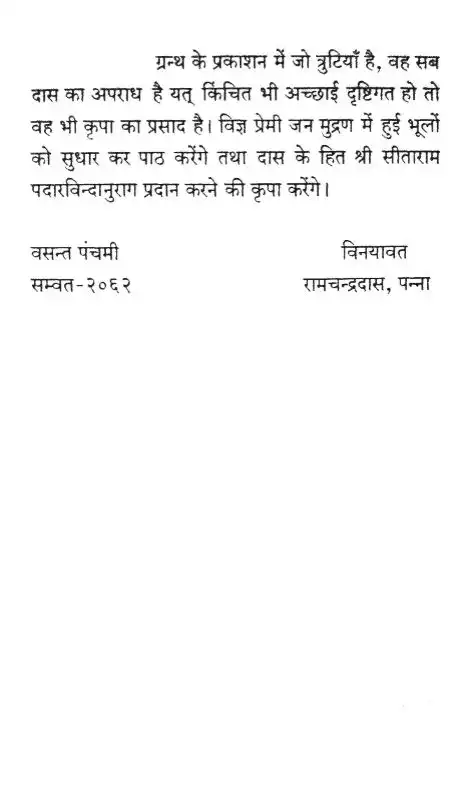 ग्रन्थ के प्रकाशन में जो त्रुटियाँ है, वह सब
दास का अपराध है यत् किंचित भी अच्छाई दृष्टिगत हो तो
वह भी कृपा का प्रसाद है। विज्ञ प्रेमी जन मुद्रण में हुई भूलों
को सुधार कर पाठ करेंगे तथा दास के हित श्री सीताराम
पदारविन्दानुराग प्रदान करने की कृपा करेंगे।
वसन्त पंचमी विनयावत
सम्वत-२०६२ रामचन्द्रदास, पन्ना